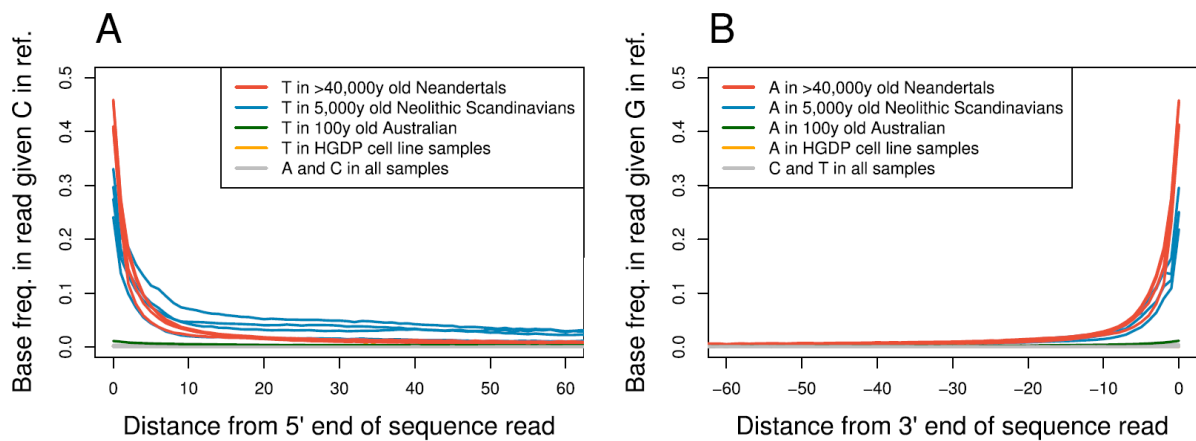 A
Base freq. in read given C in ref.
0.5
0.4
0.3
0.2
0.1
0.0
T in >40,000y old Neandertals
T in 5,000y old Neolithic Scandinavians
T in 100y old Australian
T in HGDP cell line samples
A and C in all samples
0 10 20 30 40 50 60
Distance from 5' end of sequence read
B
Base freq. in read given G in ref.
0.5
0.4
0.3
0.2
0.1
0.0
A in >40,000y old Neandertals
A in 5,000y old Neolithic Scandinavians
A in 100y old Australian
A in HGDP cell line samples
C and T in all samples
−60 −50 −40 −30 −20 −10 0
Distance from 3' end of sequence read